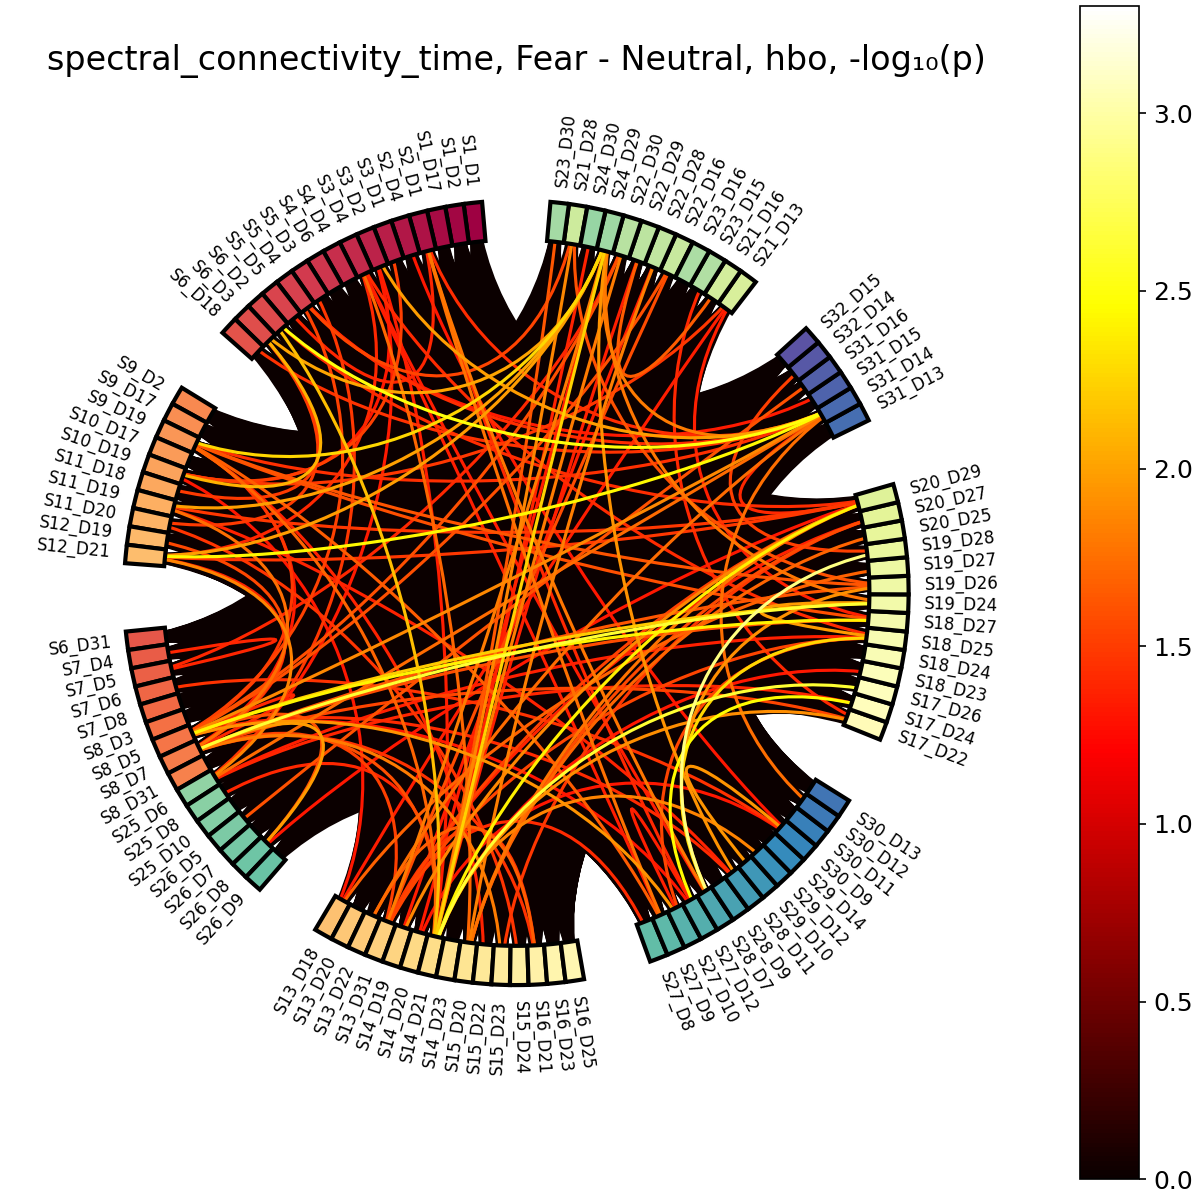 spectral_connectivity_time, Fear - Neutral, hbo, -log₁₀(p)
S1_D1
S1_D2
S1_D17
S2_D1
S2_D4
S3_D1
S3_D2
S3_D4
S4_D4
S4_D6
S5_D3
S5_D4
S5_D5
S6_D2
S6_D3
S6_D18
S9_D2
S9_D17
S9_D19
S10_D17
S10_D19
S11_D18
S11_D19
S11_D20
S12_D19
S12_D21
S6_D31
S7_D4
S7_D5
S7_D6
S7_D8
S8_D3
S8_D5
S8_D7
S8_D31
S25_D6
S25_D8
S25_D10
S26_D5
S26_D7
S26_D8
S26_D9
S13_D18
S13_D20
S13_D22
S13_D31
S14_D19
S14_D20
S14_D21
S14_D23
S15_D20
S15_D22
S15_D23
S15_D24
S16_D21
S16_D23
S16_D25
S27_D8
S27_D9
S27_D10
S27_D12
S28_D7
S28_D9
S28_D11
S29_D10
S29_D12
S29_D14
S30_D9
S30_D11
S30_D12
S30_D13
S17_D22
S17_D24
S17_D26
S18_D23
S18_D24
S18_D25
S18_D27
S19_D24
S19_D26
S19_D27
S19_D28
S20_D25
S20_D27
S20_D29
S31_D13
S31_D14
S31_D15
S31_D16
S32_D14
S32_D15
S21_D13
S21_D16
S23_D15
S23_D16
S22_D16
S22_D28
S22_D29
S22_D30
S24_D29
S24_D30
S21_D28
S23_D30
3.0
2.5
2.0
1.5
1.0
0.5
0.0